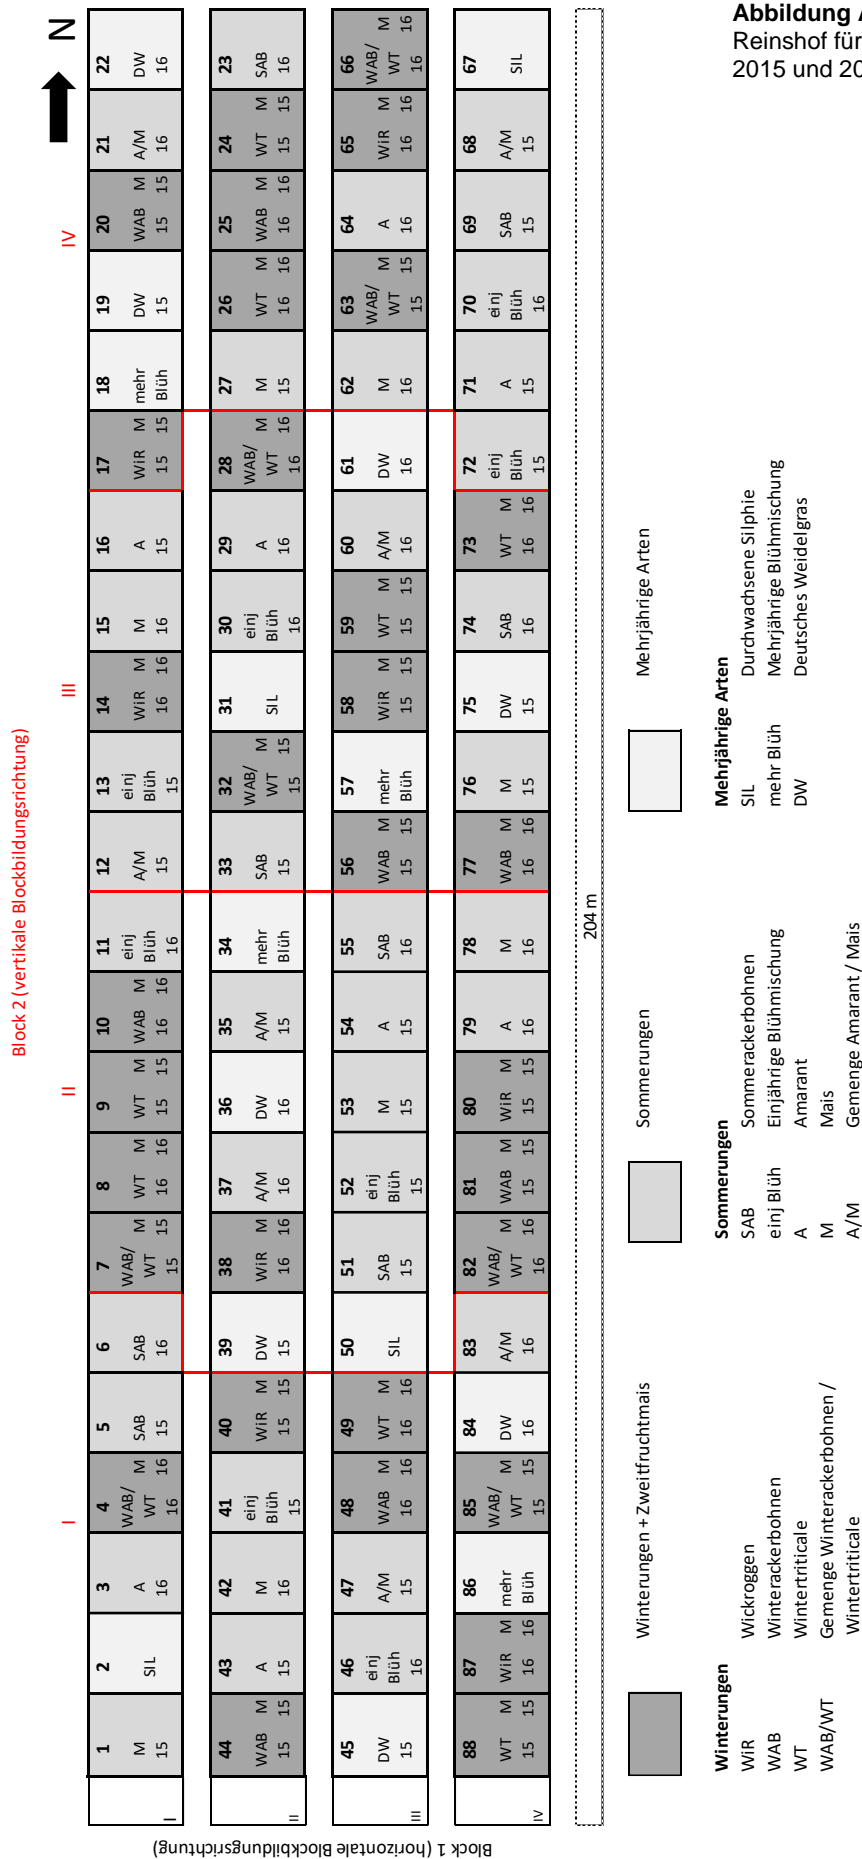 Abbildung A
Reinshof für
2015 und 20
N
Block 2 (vertikale Blockbildungsrichtung)
I II III IV
Block 1 (horizontale Blockbildungsrichtung)
I
1 M 15
2 SIL
3 A 16
4 WAB/ WT 16 M 16
5 SAB 15
6 SAB 16
7 WAB/ WT 15 M 15
8 WT 16 M 16
9 WT 15 M 15
10 WAB 16 M 16
11 einj Blüh 16
12 A/M 15
13 einj Blüh 15
14 WiR 16 M 16
15 M 16
16 A 15
17 WiR 15 M 15
18 mehr Blüh
19 DW 15
20 WAB 15 M 15
21 A/M 16
22 DW 16
II
44 WAB 15 M 15
43 A 15
42 M 16
41 einj Blüh 15
40 WiR 15 M 15
39 DW 15
38 WiR 16 M 16
37 A/M 16
36 DW 16
35 A/M 15
34 mehr Blüh
33 SAB 15
32 WAB/ WT 15 M 15
31 SIL
30 einj Blüh 16
29 A 16
28 WAB/ WT 16 M 16
27 M 15
26 WT 16 M 16
25 WAB 16 M 16
24 WT 15 M 15
23 SAB 16
III
45 DW 15
46 einj Blüh 16
47 A/M 15
48 WAB 16 M 16
49 WT 16 M 16
50 SIL
51 SAB 15
52 einj Blüh 15
53 M 15
54 A 15
55 SAB 16
56 WAB 15 M 15
57 mehr Blüh
58 WiR 15 M 15
59 WT 15 M 15
60 A/M 16
61 DW 16
62 M 16
63 WAB/ WT 15 M 15
64 A 16
65 WiR 16 M 16
66 WAB/ WT 16 M 16
IV
88 WT 15 M 15
87 WiR 16 M 16
86 mehr Blüh
85 WAB/ WT 15 M 15
84 DW 16
83 A/M 16
82 WAB/ WT 16 M 16
81 WAB 15 M 15
80 WiR 15 M 15
79 A 16
78 M 16
77 WAB 16 M 16
76 M 15
75 DW 15
74 SAB 16
73 WT 16 M 16
72 einj Blüh 15
71 A 15
70 einj Blüh 16
69 SAB 15
68 A/M 15
67 SIL
204 m
Winterungen + Zweitfruchtmais
Sommerungen
Mehrjährige Arten
Winterungen
WiR Wickroggen
WAB Winterackerbohnen
WT Wintertriticale
WAB/WT Gemenge Winterackerbohnen /
Wintertriticale
Sommerungen
SAB Sommerackerbohnen
einj Blüh Einjährige Blühmischung
A Amarant
M Mais
A/M Gemenge Amarant / Mais
Mehrjährige Arten
SIL Durchwachsene Silphie
mehr Blüh Mehrjährige Blühmischung
DW Deutsches Weidelgras